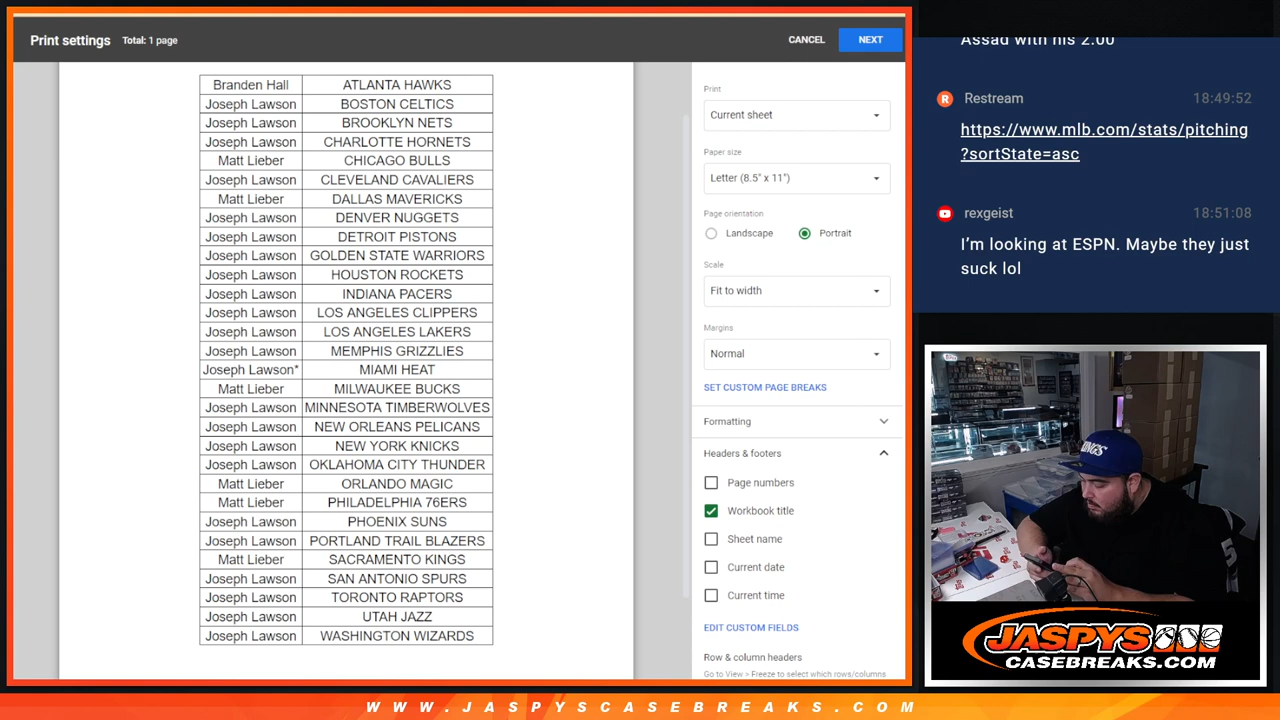 Print settings Total: 1 page CANCEL NEXT
Branden Hall ATLANTA HAWKS
Joseph Lawson BOSTON CELTICS
Joseph Lawson BROOKLYN NETS
Joseph Lawson CHARLOTTE HORNETS
Matt Lieber CHICAGO BULLS
Joseph Lawson CLEVELAND CAVALIERS
Matt Lieber DALLAS MAVERICKS
Joseph Lawson DENVER NUGGETS
Joseph Lawson DETROIT PISTONS
Joseph Lawson GOLDEN STATE WARRIORS
Joseph Lawson HOUSTON ROCKETS
Joseph Lawson INDIANA PACERS
Joseph Lawson LOS ANGELES CLIPPERS
Joseph Lawson LOS ANGELES LAKERS
Joseph Lawson MEMPHIS GRIZZLIES
Joseph Lawson* MIAMI HEAT
Matt Lieber MILWAUKEE BUCKS
Joseph Lawson MINNESOTA TIMBERWOLVES
Joseph Lawson NEW ORLEANS PELICANS
Joseph Lawson NEW YORK KNICKS
Joseph Lawson OKLAHOMA CITY THUNDER
Matt Lieber ORLANDO MAGIC
Matt Lieber PHILADELPHIA 76ERS
Joseph Lawson PHOENIX SUNS
Joseph Lawson PORTLAND TRAIL BLAZERS
Matt Lieber SACRAMENTO KINGS
Joseph Lawson SAN ANTONIO SPURS
Joseph Lawson TORONTO RAPTORS
Joseph Lawson UTAH JAZZ
Joseph Lawson WASHINGTON WIZARDS
Print
Current sheet
Paper size
Letter (8.5" x 11")
Page orientation
Landscape Portrait
Scale
Fit to width
Margins
Normal
SET CUSTOM PAGE BREAKS
Formatting
Headers & footers
Page numbers
Workbook title
Sheet name
Current date
Current time
EDIT CUSTOM FIELDS
Row & column headers
Go to View > Freeze to select which rows/columns
Assad with his 2.00
Restream 18:49:52
https://www.mlb.com/stats/pitching
?sortState=asc
rexgeist 18:51:08
I'm looking at ESPN. Maybe they just
suck lol
KINGS
JASPYS
CASEBREAKS.COM
WWW.JASPYSCASEBREAKS.COM